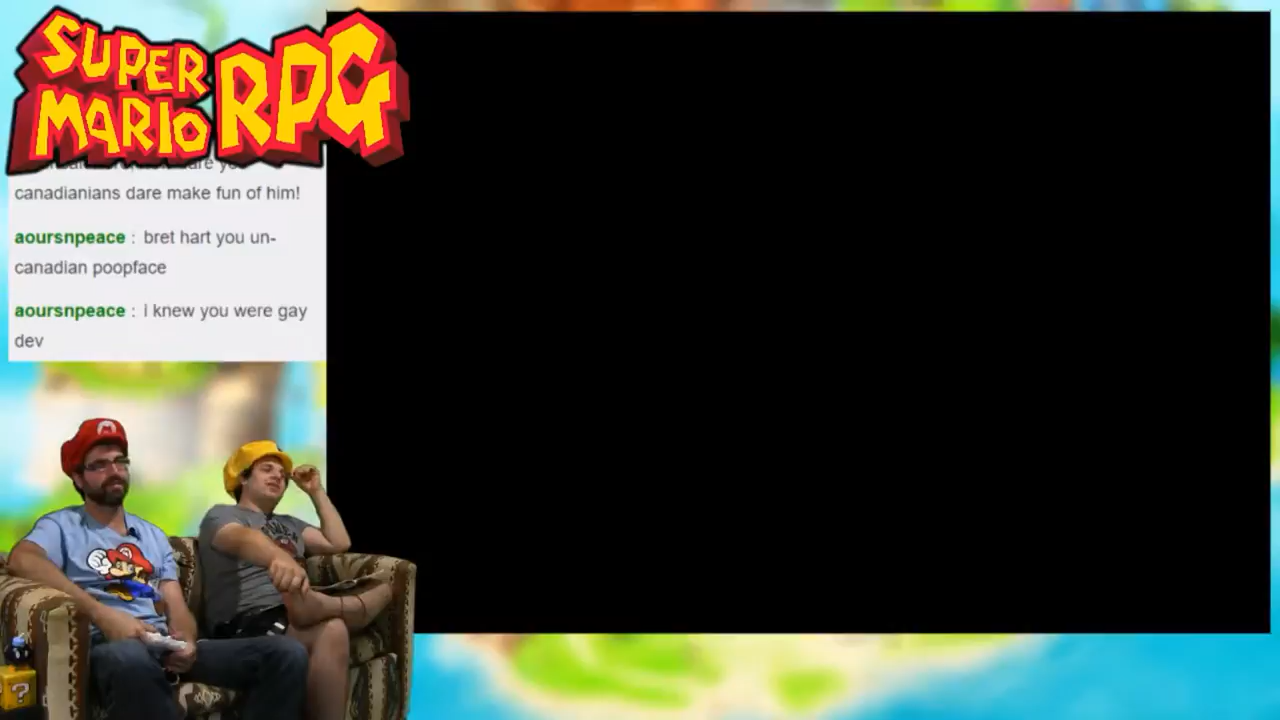 SUPER
MARIO RPG
canadianians dare make fun of him!
aoursnpeace : bret hart you un-
canadian poopface
aoursnpeace : I knew you were gay
dev
M
?